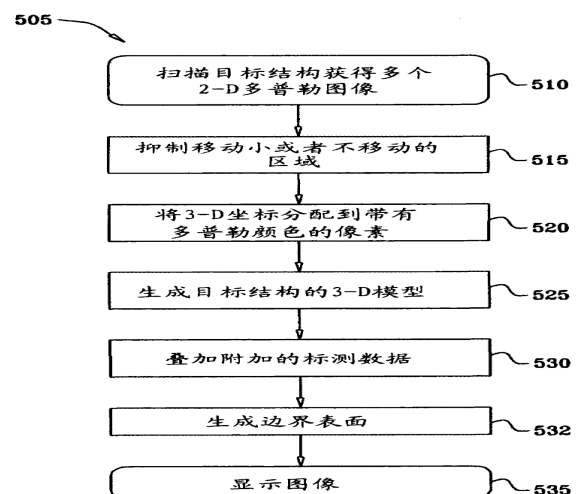 505
扫描目标结构获得多个
2-D多普勒图像
510
抑制移动小或者不移动的
区域
515
将3-D坐标分配到带有
多普勒颜色的像素
520
生成目标结构的3-D模型
525
叠加附加的标测数据
530
生成边界表面
532
显示图像
535